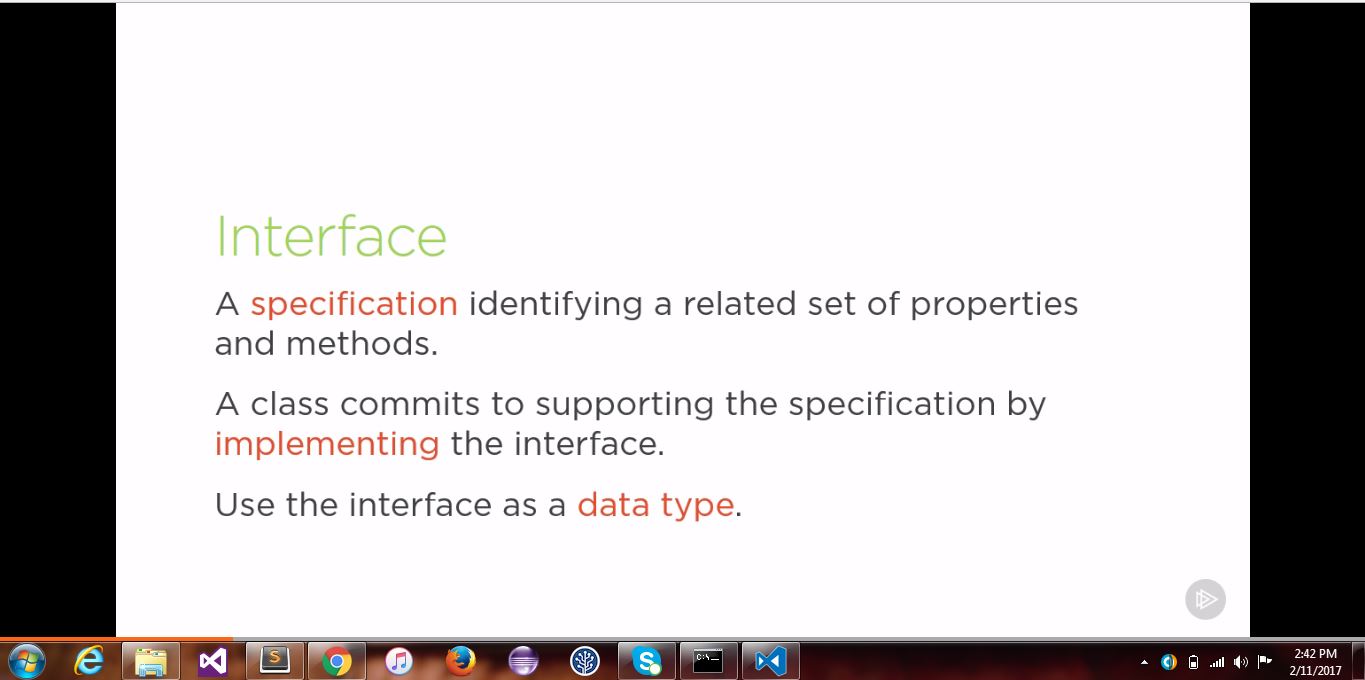 Interface
A specification identifying a related set of properties
and methods.
A class commits to supporting the specification by
implementing the interface.
Use the interface as a data type.
2:42 PM
2/11/2017